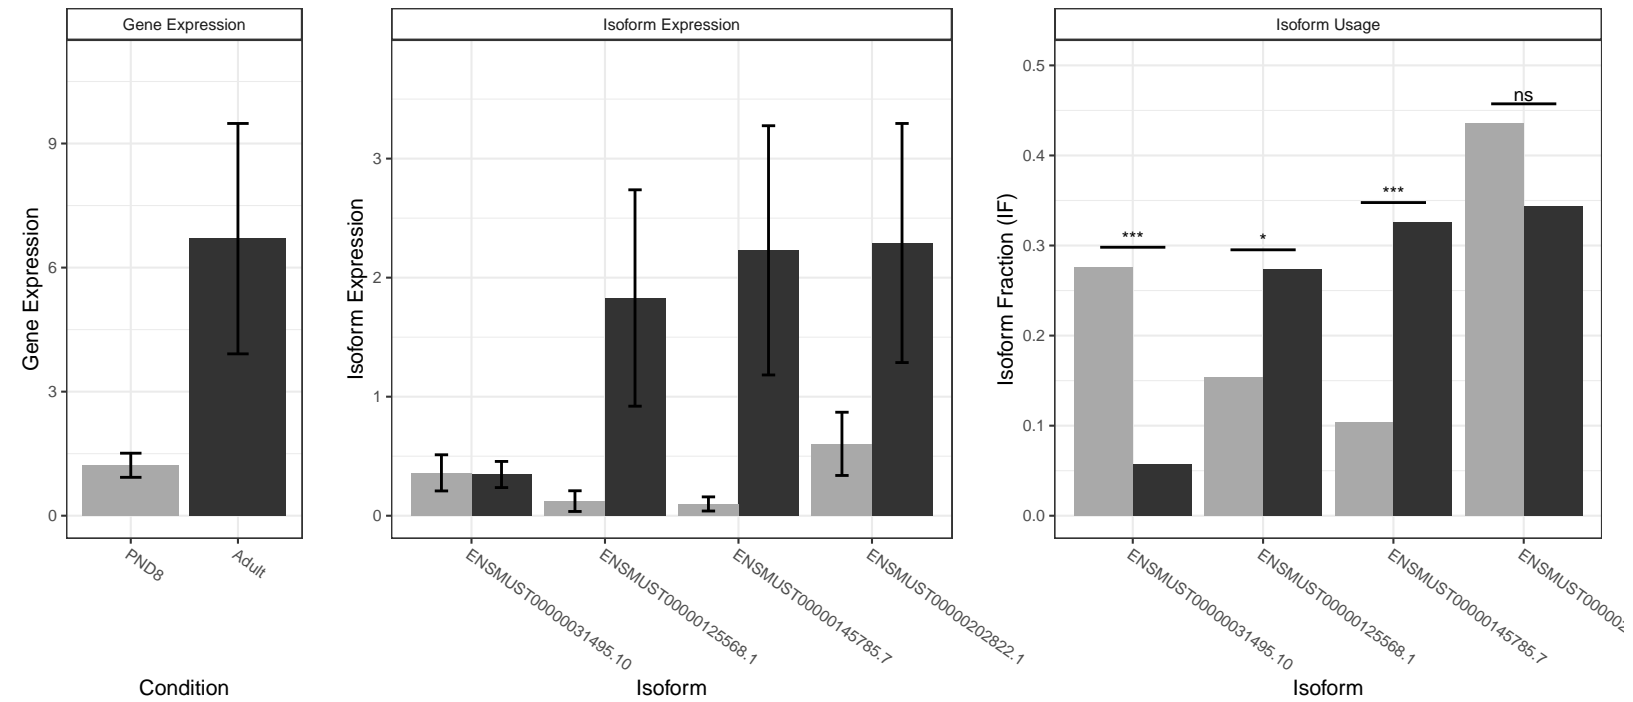 Gene Expression
Isoform Expression
Isoform Usage
Gene Expression
9
6
3
0
PND8
Adult
Condition
Isoform Expression
3
2
1
0
ENSMUST00000031495.10
ENSMUST00000125568.1
ENSMUST00000145785.7
ENSMUST00000202822.1
Isoform
Isoform Fraction (IF)
0.5
0.4
0.3
0.2
0.1
0.0
***
*
***
ns
ENSMUST00000031495.10
ENSMUST00000125568.1
ENSMUST00000145785.7
Isoform